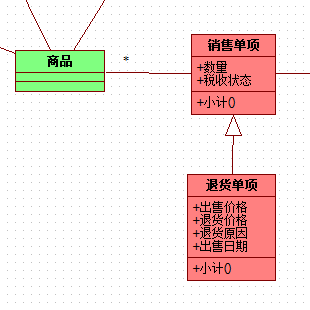 商品
*
销售单项
+数量
+税收状态
+小计()
退货单项
+出售价格
+退货价格
+退货原因
+出售日期
+小计()